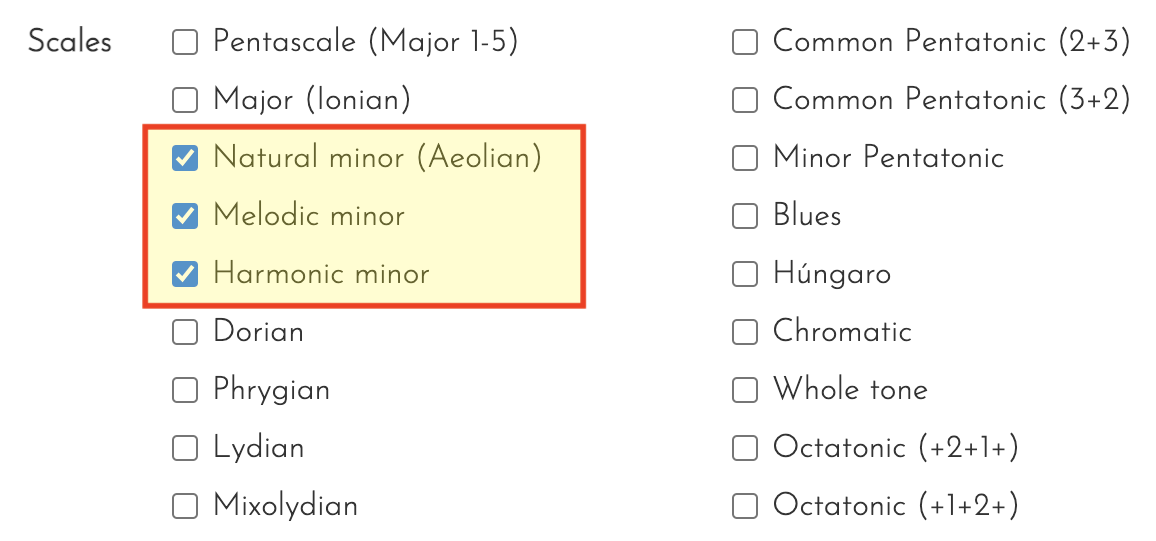 Scales
Pentascale (Major 1-5)
Major (Ionian)
Natural minor (Aeolian)
Melodic minor
Harmonic minor
Dorian
Phrygian
Lydian
Mixolydian
Common Pentatonic (2+3)
Common Pentatonic (3+2)
Minor Pentatonic
Blues
Húngaro
Chromatic
Whole tone
Octatonic (+2+1+)
Octatonic (+1+2+)